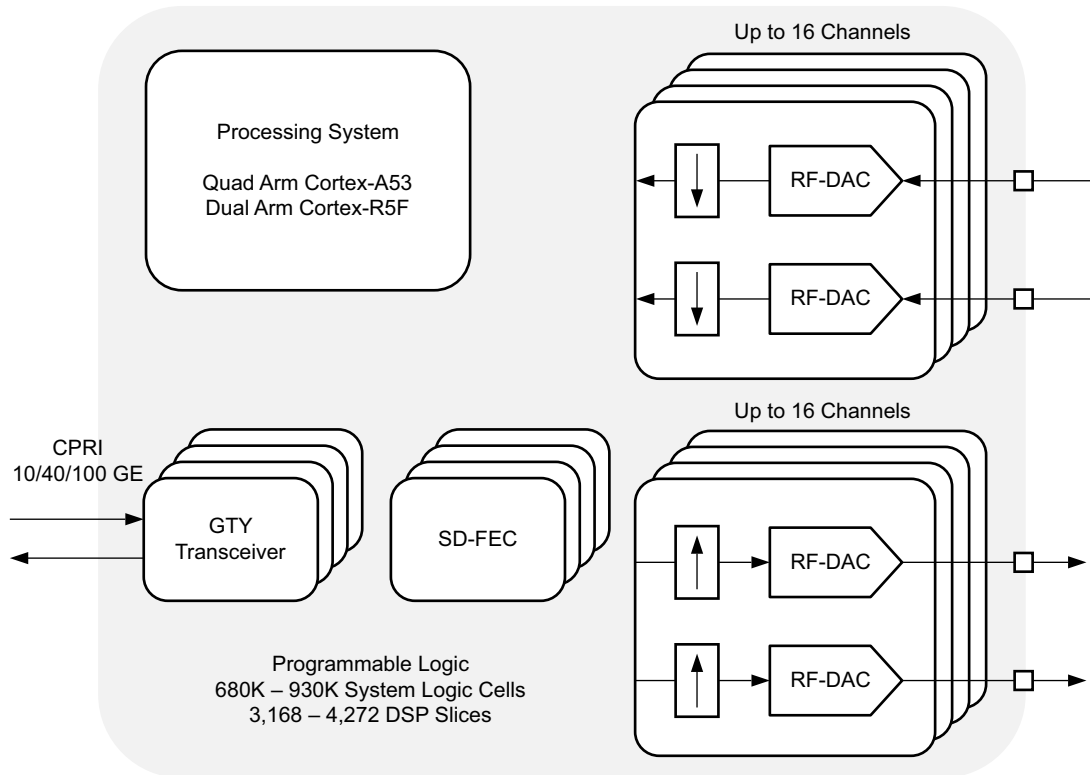 Up to 16 Channels
Processing System
Quad Arm Cortex-A53
Dual Arm Cortex-R5F
RF-DAC
RF-DAC
Up to 16 Channels
CPRI
10/40/100 GE
GTY
Transceiver
SD-FEC
RF-DAC
RF-DAC
Programmable Logic
680K – 930K System Logic Cells
3,168 – 4,272 DSP Slices